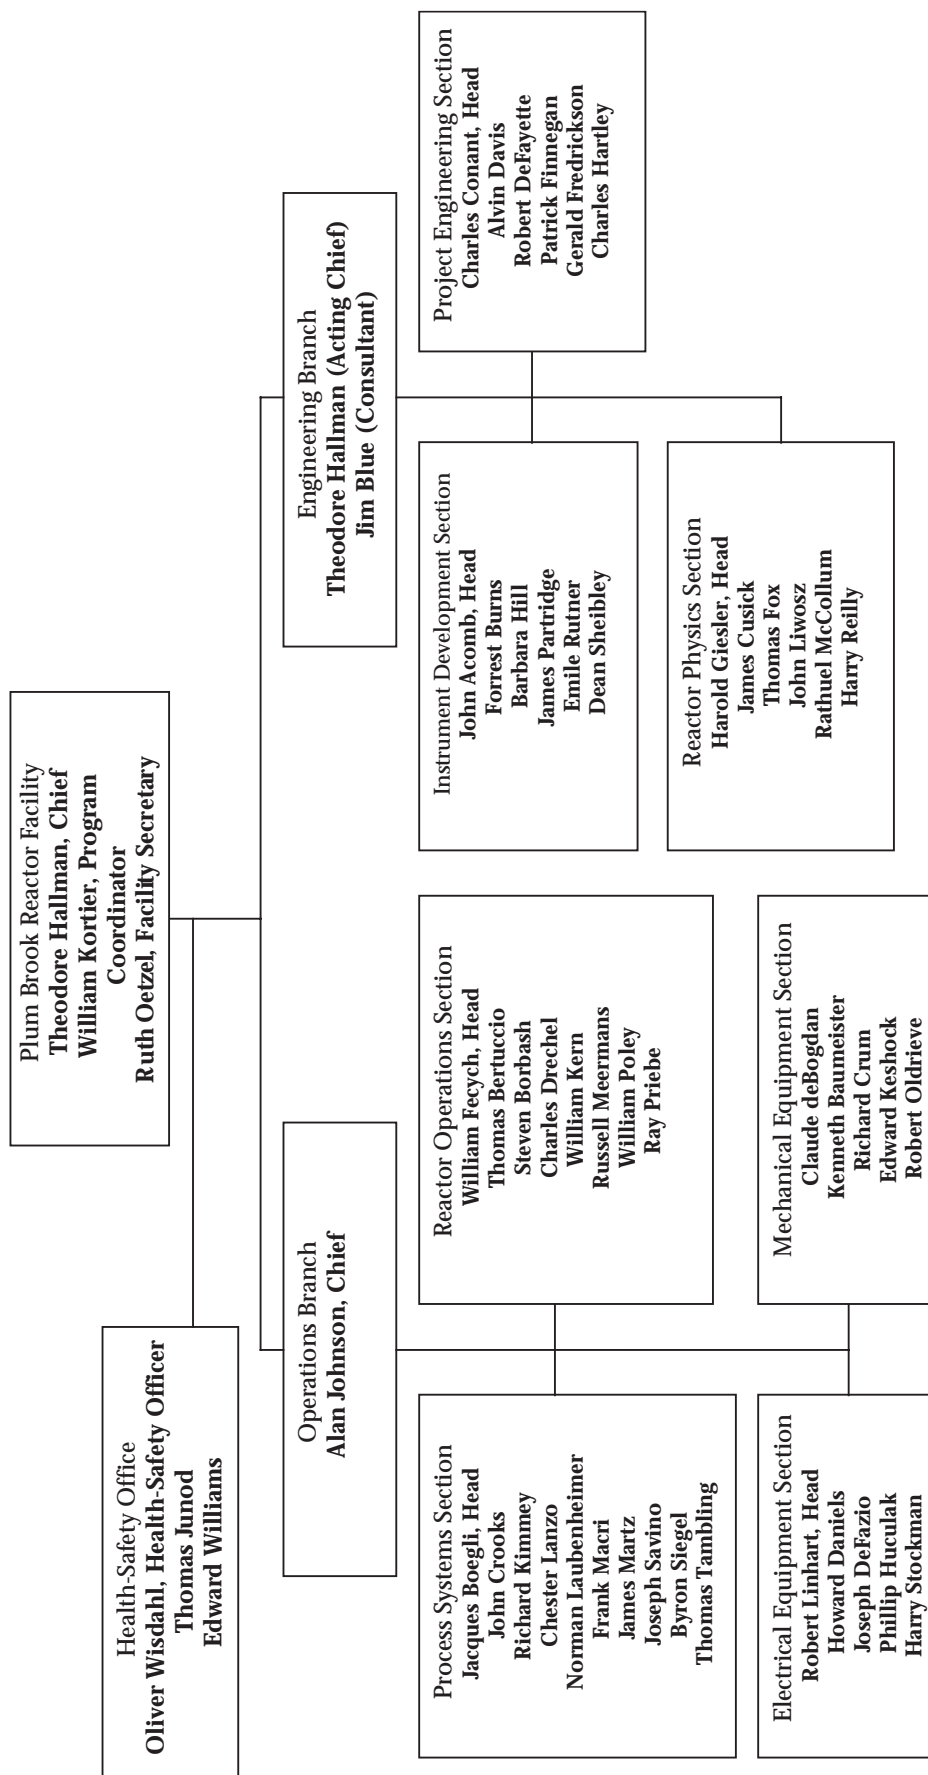 Plum Brook Reactor Facility
Theodore Hallman, Chief
William Kortier, Program
Coordinator
Ruth Oetzel, Facility Secretary
Health-Safety Office
Oliver Wisdahl, Health-Safety Officer
Thomas Junod
Edward Williams
Operations Branch
Alan Johnson, Chief
Engineering Branch
Theodore Hallman (Acting Chief)
Jim Blue (Consultant)
Process Systems Section
Jacques Boegli, Head
John Crooks
Richard Kimmey
Chester Lanzo
Norman Laubenheimer
Frank Macri
James Martz
Joseph Savino
Byron Siegel
Thomas Tambling
Reactor Operations Section
William Fecych, Head
Thomas Bertuccio
Steven Borbash
Charles Drechel
William Kern
Russell Meermans
William Poley
Ray Priebe
Instrument Development Section
John Acomb, Head
Forrest Burns
Barbara Hill
James Partridge
Emile Rutner
Dean Sheibley
Project Engineering Section
Charles Conant, Head
Alvin Davis
Robert DeFayette
Patrick Finnegan
Gerald Fredrickson
Charles Hartley
Reactor Physics Section
Harold Giesler, Head
James Cusick
Thomas Fox
John Liwosz
Rathuel McCollum
Harry Reilly
Electrical Equipment Section
Robert Linhart, Head
Howard Daniels
Joseph DeFazio
Phillip Huculak
Harry Stockman
Mechanical Equipment Section
Claude deBogdan
Kenneth Baumeister
Richard Crum
Edward Keshock
Robert Oldrieve